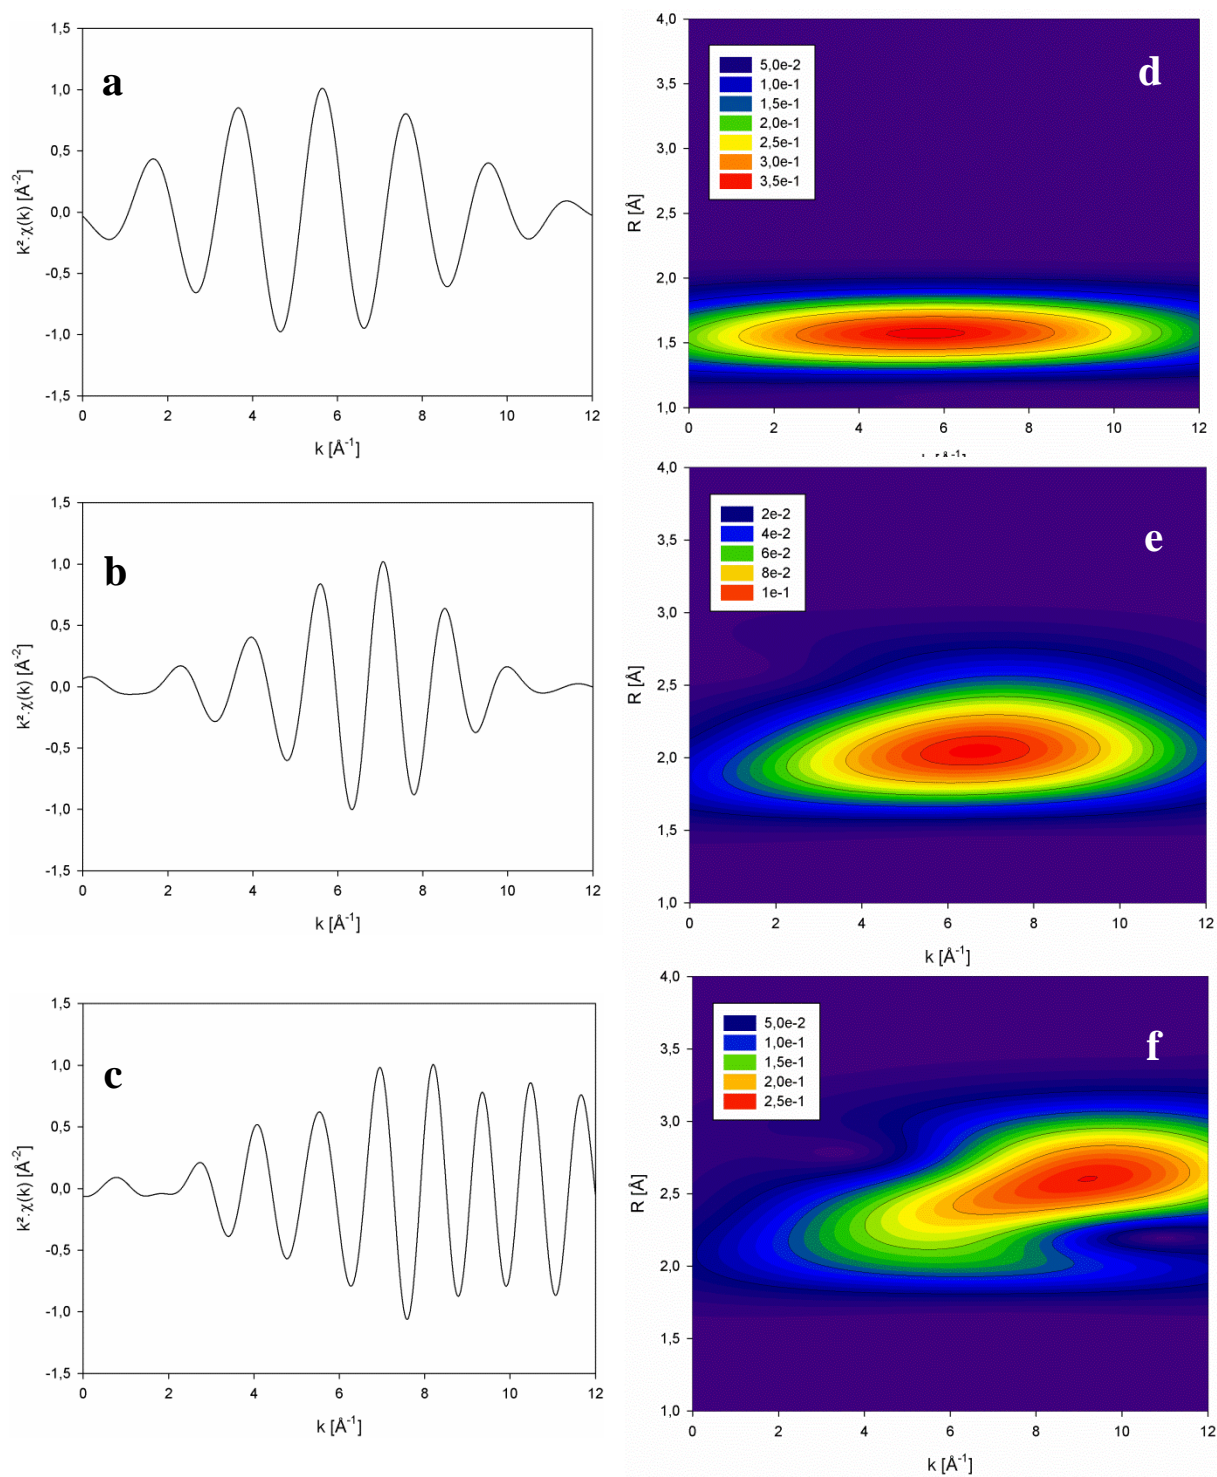 a
1,5
1,0
0,5
0,0
-0,5
-1,0
-1,5
k².χ(k) [Å⁻²]
0 2 4 6 8 10 12
k [Å⁻¹]
d
4,0
3,5
3,0
2,5
2,0
1,5
1,0
R [Å]
5,0e-2
1,0e-1
1,5e-1
2,0e-1
2,5e-1
3,0e-1
3,5e-1
0 2 4 6 8 10 12
k [Å⁻¹]
b
1,5
1,0
0,5
0,0
-0,5
-1,0
-1,5
k².χ(k) [Å⁻²]
0 2 4 6 8 10 12
k [Å⁻¹]
e
4,0
3,5
3,0
2,5
2,0
1,5
1,0
R [Å]
2e-2
4e-2
6e-2
8e-2
1e-1
0 2 4 6 8 10 12
k [Å⁻¹]
c
1,5
1,0
0,5
0,0
-0,5
-1,0
-1,5
k².χ(k) [Å⁻²]
0 2 4 6 8 10 12
k [Å⁻¹]
f
4,0
3,5
3,0
2,5
2,0
1,5
1,0
R [Å]
5,0e-2
1,0e-1
1,5e-1
2,0e-1
2,5e-1
0 2 4 6 8 10 12
k [Å⁻¹]